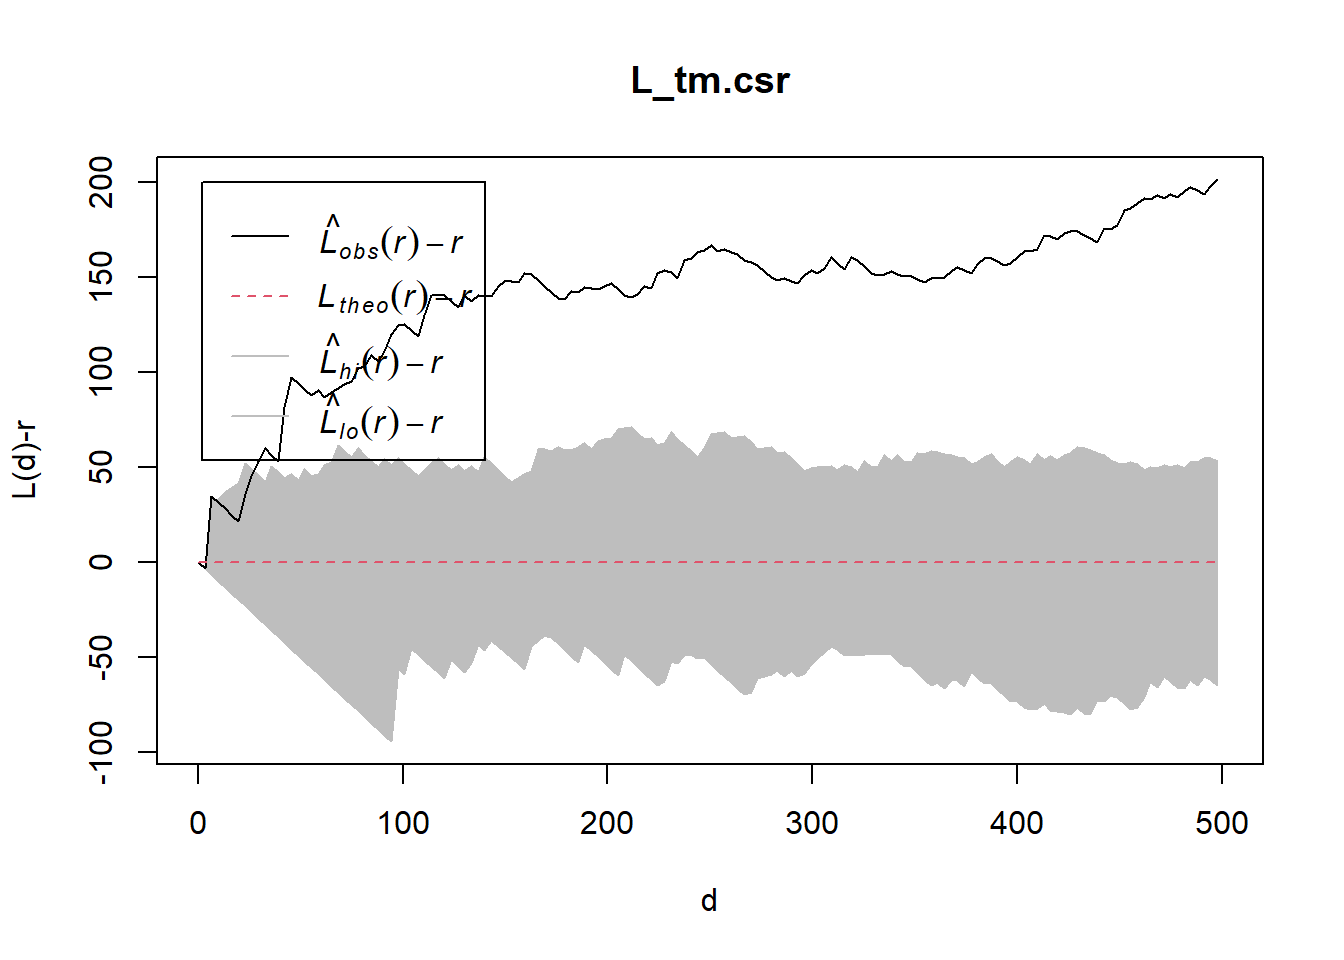 L_tm.csr
L(d)-r
200
150
100
50
0
-50
-100
L̂obs(r) − r
Ltheo(r) − r
L̂hi(r) − r
L̂lo(r) − r
0 100 200 300 400 500
d